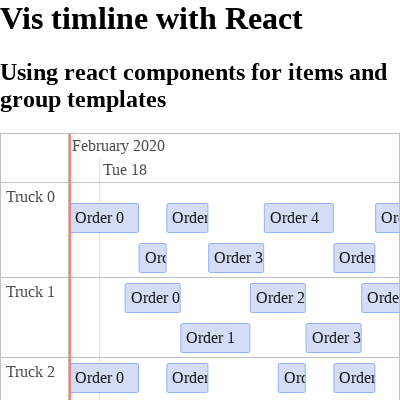 Vis timline with React
Using react components for items and
group templates
February 2020
Tue 18
Truck 0
Order 0 Order Order 4 Or
Orc Order 3 Order
Truck 1
Order 0 Order 2 Orde
Order 1 Order 3
Truck 2
Order 0 Order Orc Order